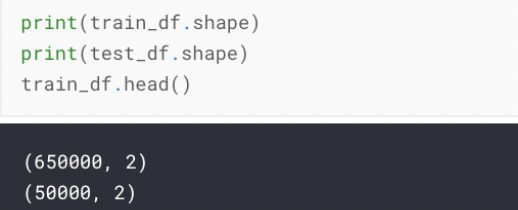 print(train_df.shape)
print(test_df.shape)
train_df.head()
(650000, 2)
(50000, 2)